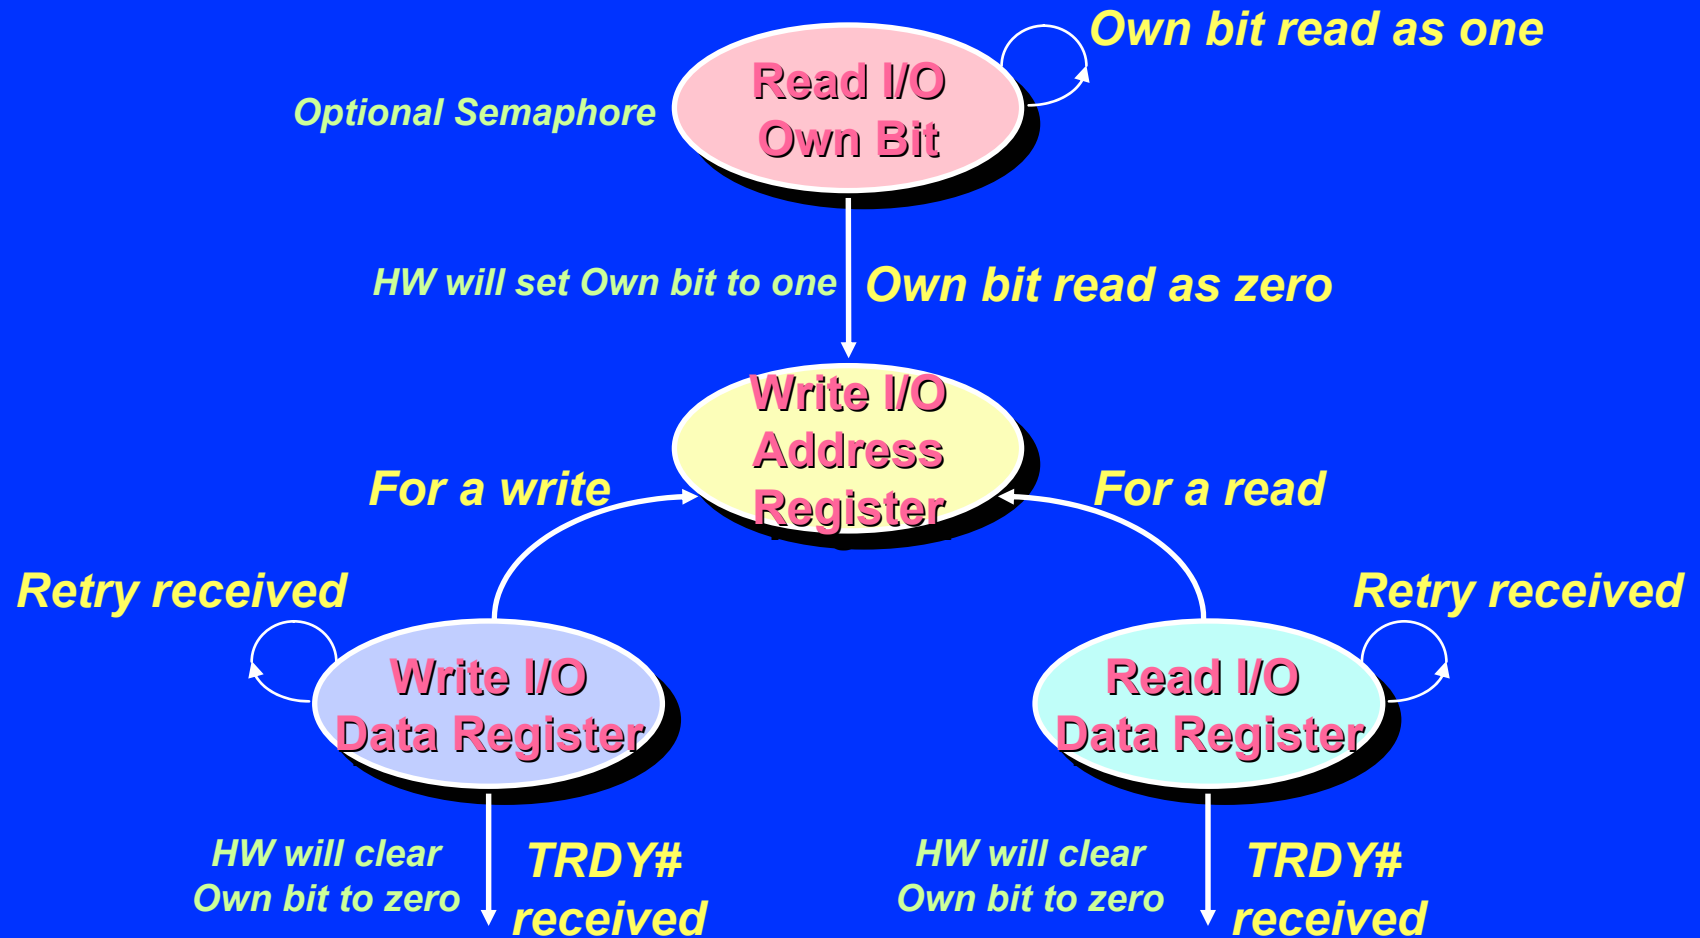 Own bit read as one
Read I/O
Own Bit
Optional Semaphore
HW will set Own bit to one
Own bit read as zero
Write I/O
Address
Register
For a write
For a read
Retry received
Retry received
Write I/O
Data Register
Read I/O
Data Register
HW will clear
Own bit to zero
TRDY#
received
HW will clear
Own bit to zero
TRDY#
received